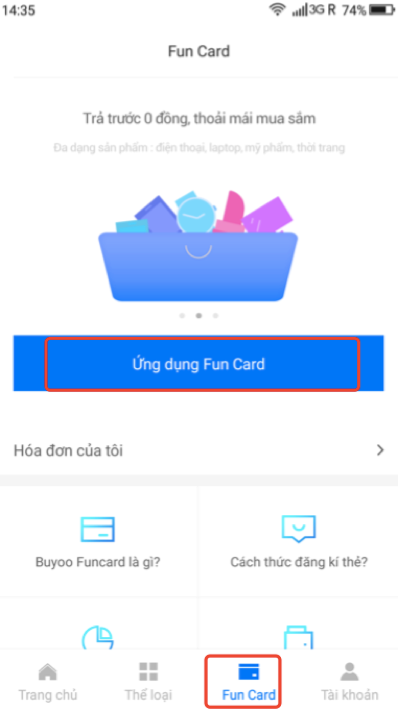 14:35
3G R 74%
Fun Card
Trả trước 0 đồng, thoải mái mua sắm
Đa dạng sản phẩm : điện thoại, laptop, mỹ phẩm, thời trang
Ứng dụng Fun Card
Hóa đơn của tôi
Buyoo Funcard là gì?
Cách thức đăng kí thẻ?
Trang chủ
Thể loại
Fun Card
Tài khoản